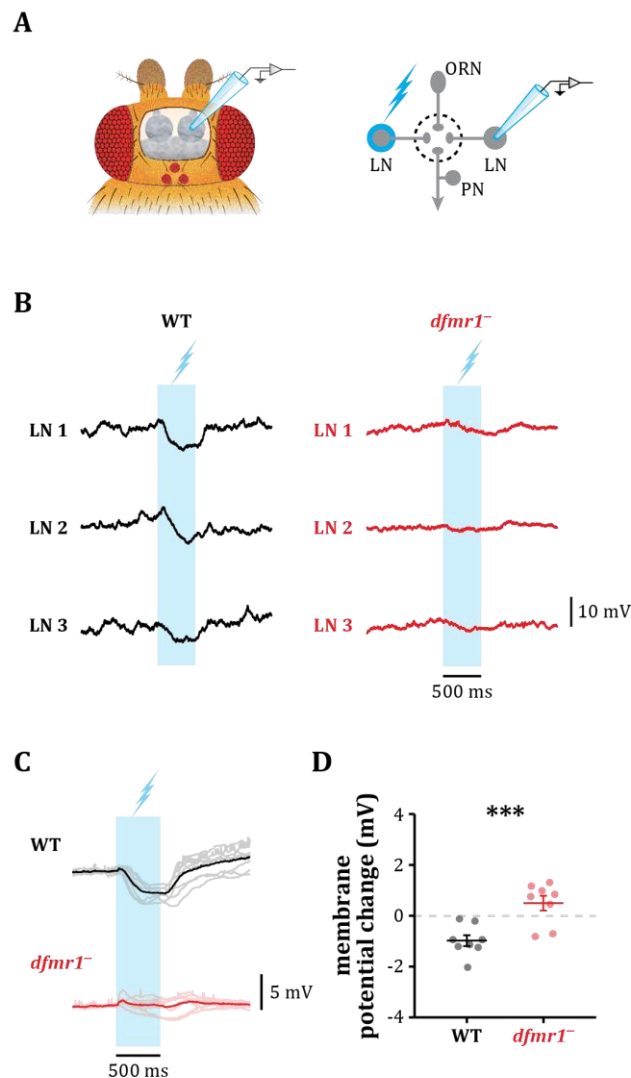 A
ORN
LN
LN
PN
B
WT
dfmr1⁻
LN 1
LN 1
LN 2
LN 2
LN 3
LN 3
10 mV
500 ms
C
D
WT
dfmr1⁻
5 mV
500 ms
membrane
potential change (mV)
4
2
0
-2
-4
***
WT
dfmr1⁻